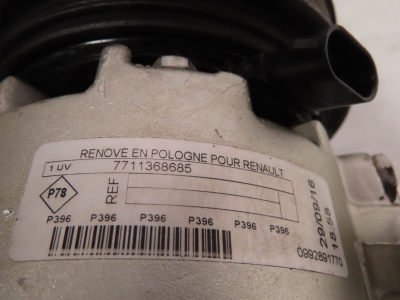 RENOVE EN POLOGNE POUR RENAULT
1 UV
7711368685
P78
REF
P396 P396 P396 P396 P396 P396
P396
29/09/16
18:58
0992891770